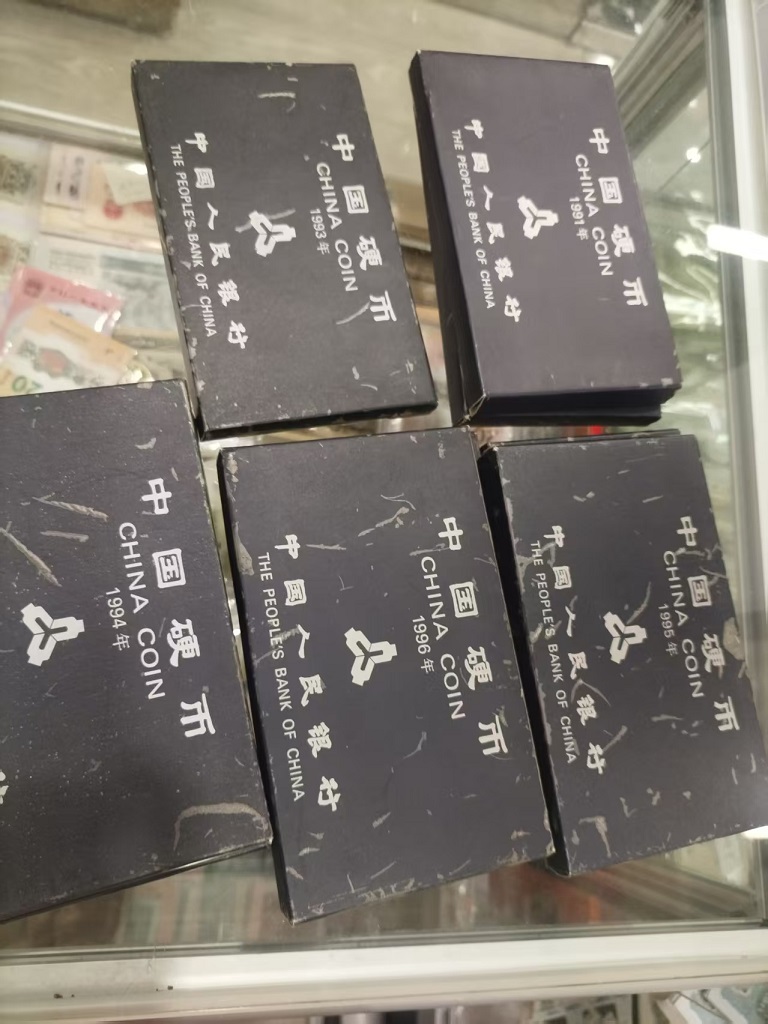 中国硬币
CHINA COIN
1993年
中国人民银行
THE PEOPLE'S BANK OF CHINA
中国硬币
CHINA COIN
1991年
中国人民银行
THE PEOPLE'S BANK OF CHINA
中国硬币
CHINA COIN
1994年
中国硬币
CHINA COIN
1996年
中国人民银行
THE PEOPLE'S BANK OF CHINA
中国硬币
CHINA COIN
1995年
中国人民银行
THE PEOPLE'S BANK OF CHINA
20